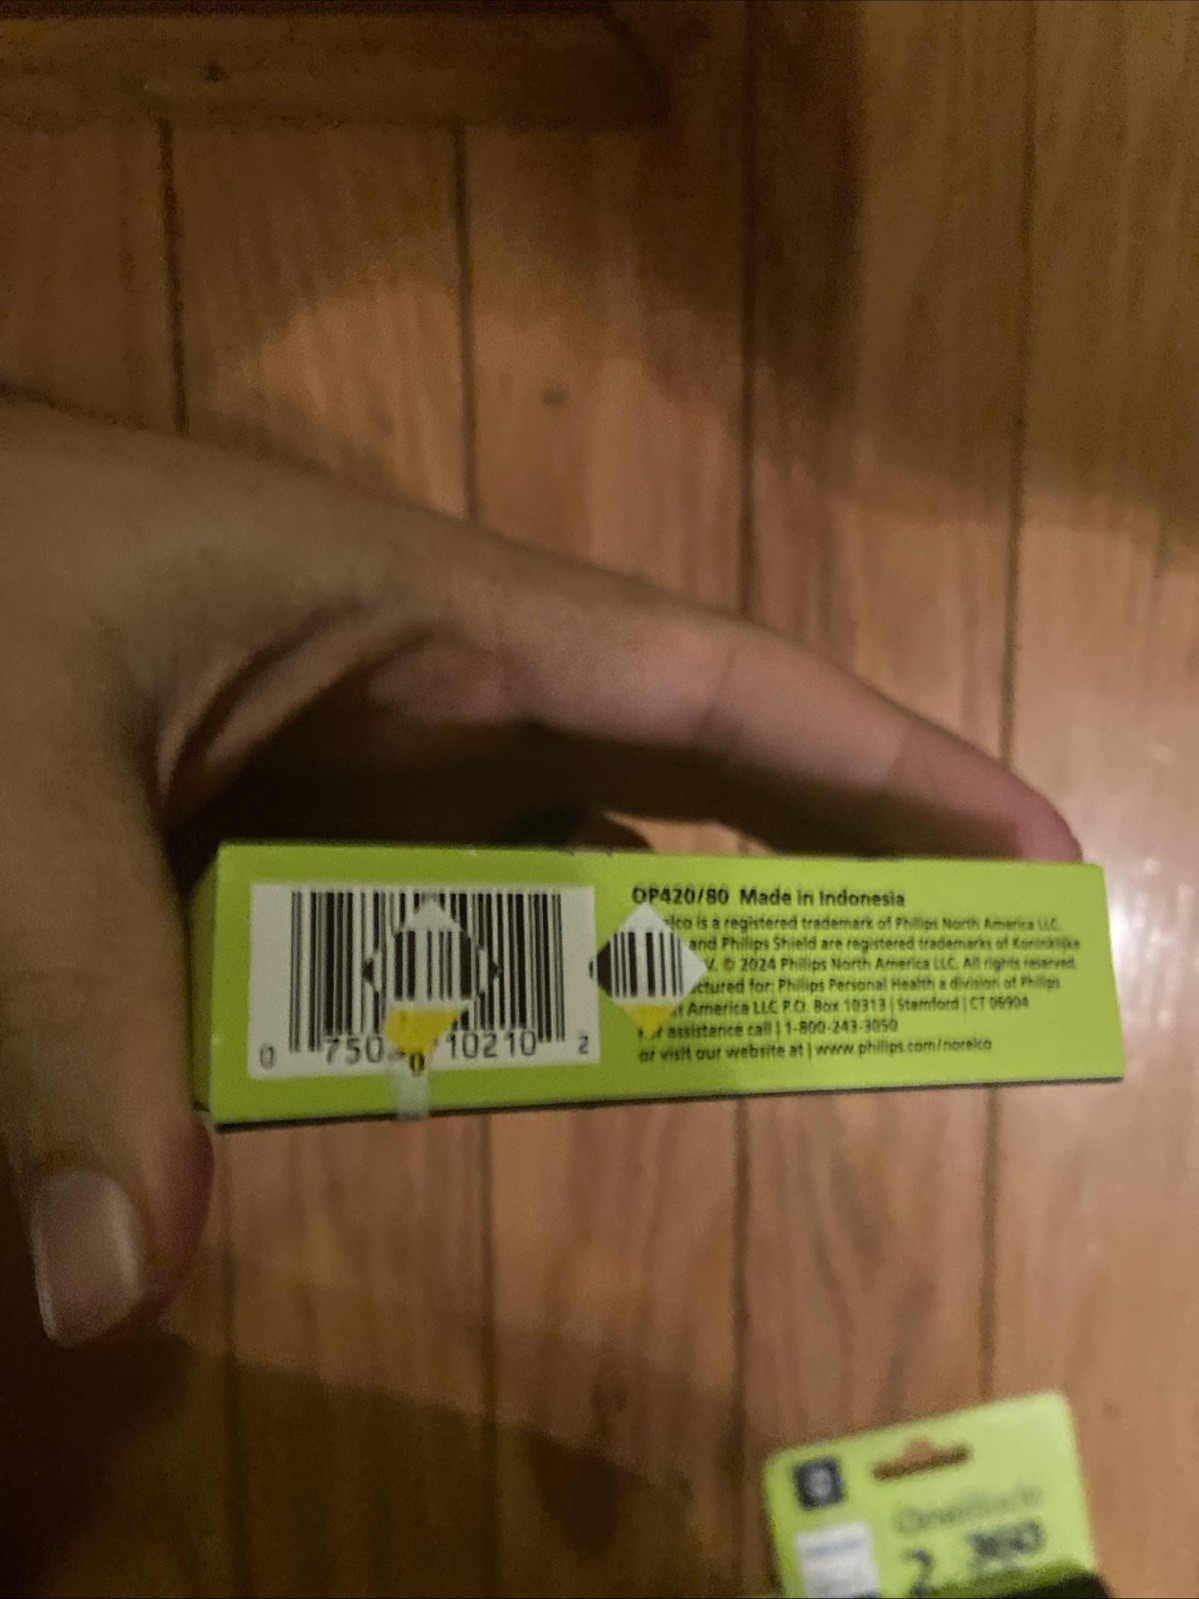 OP420/80 Made in Indonesia
lco is a registered trademark of Philips North America LLC.
and Philips Shield are registered trademarks of Koninklijke
V. © 2024 Philips North America LLC. All rights reserved.
ctured for: Philips Personal Health a division of Philips
America LLC P.O. Box 10313 | Stamford | CT 06904
assistance call | 1-800-243-3050
or visit our website at | www.philips.com/norelco
0 750 10210 2
0
OneBlade
2 360